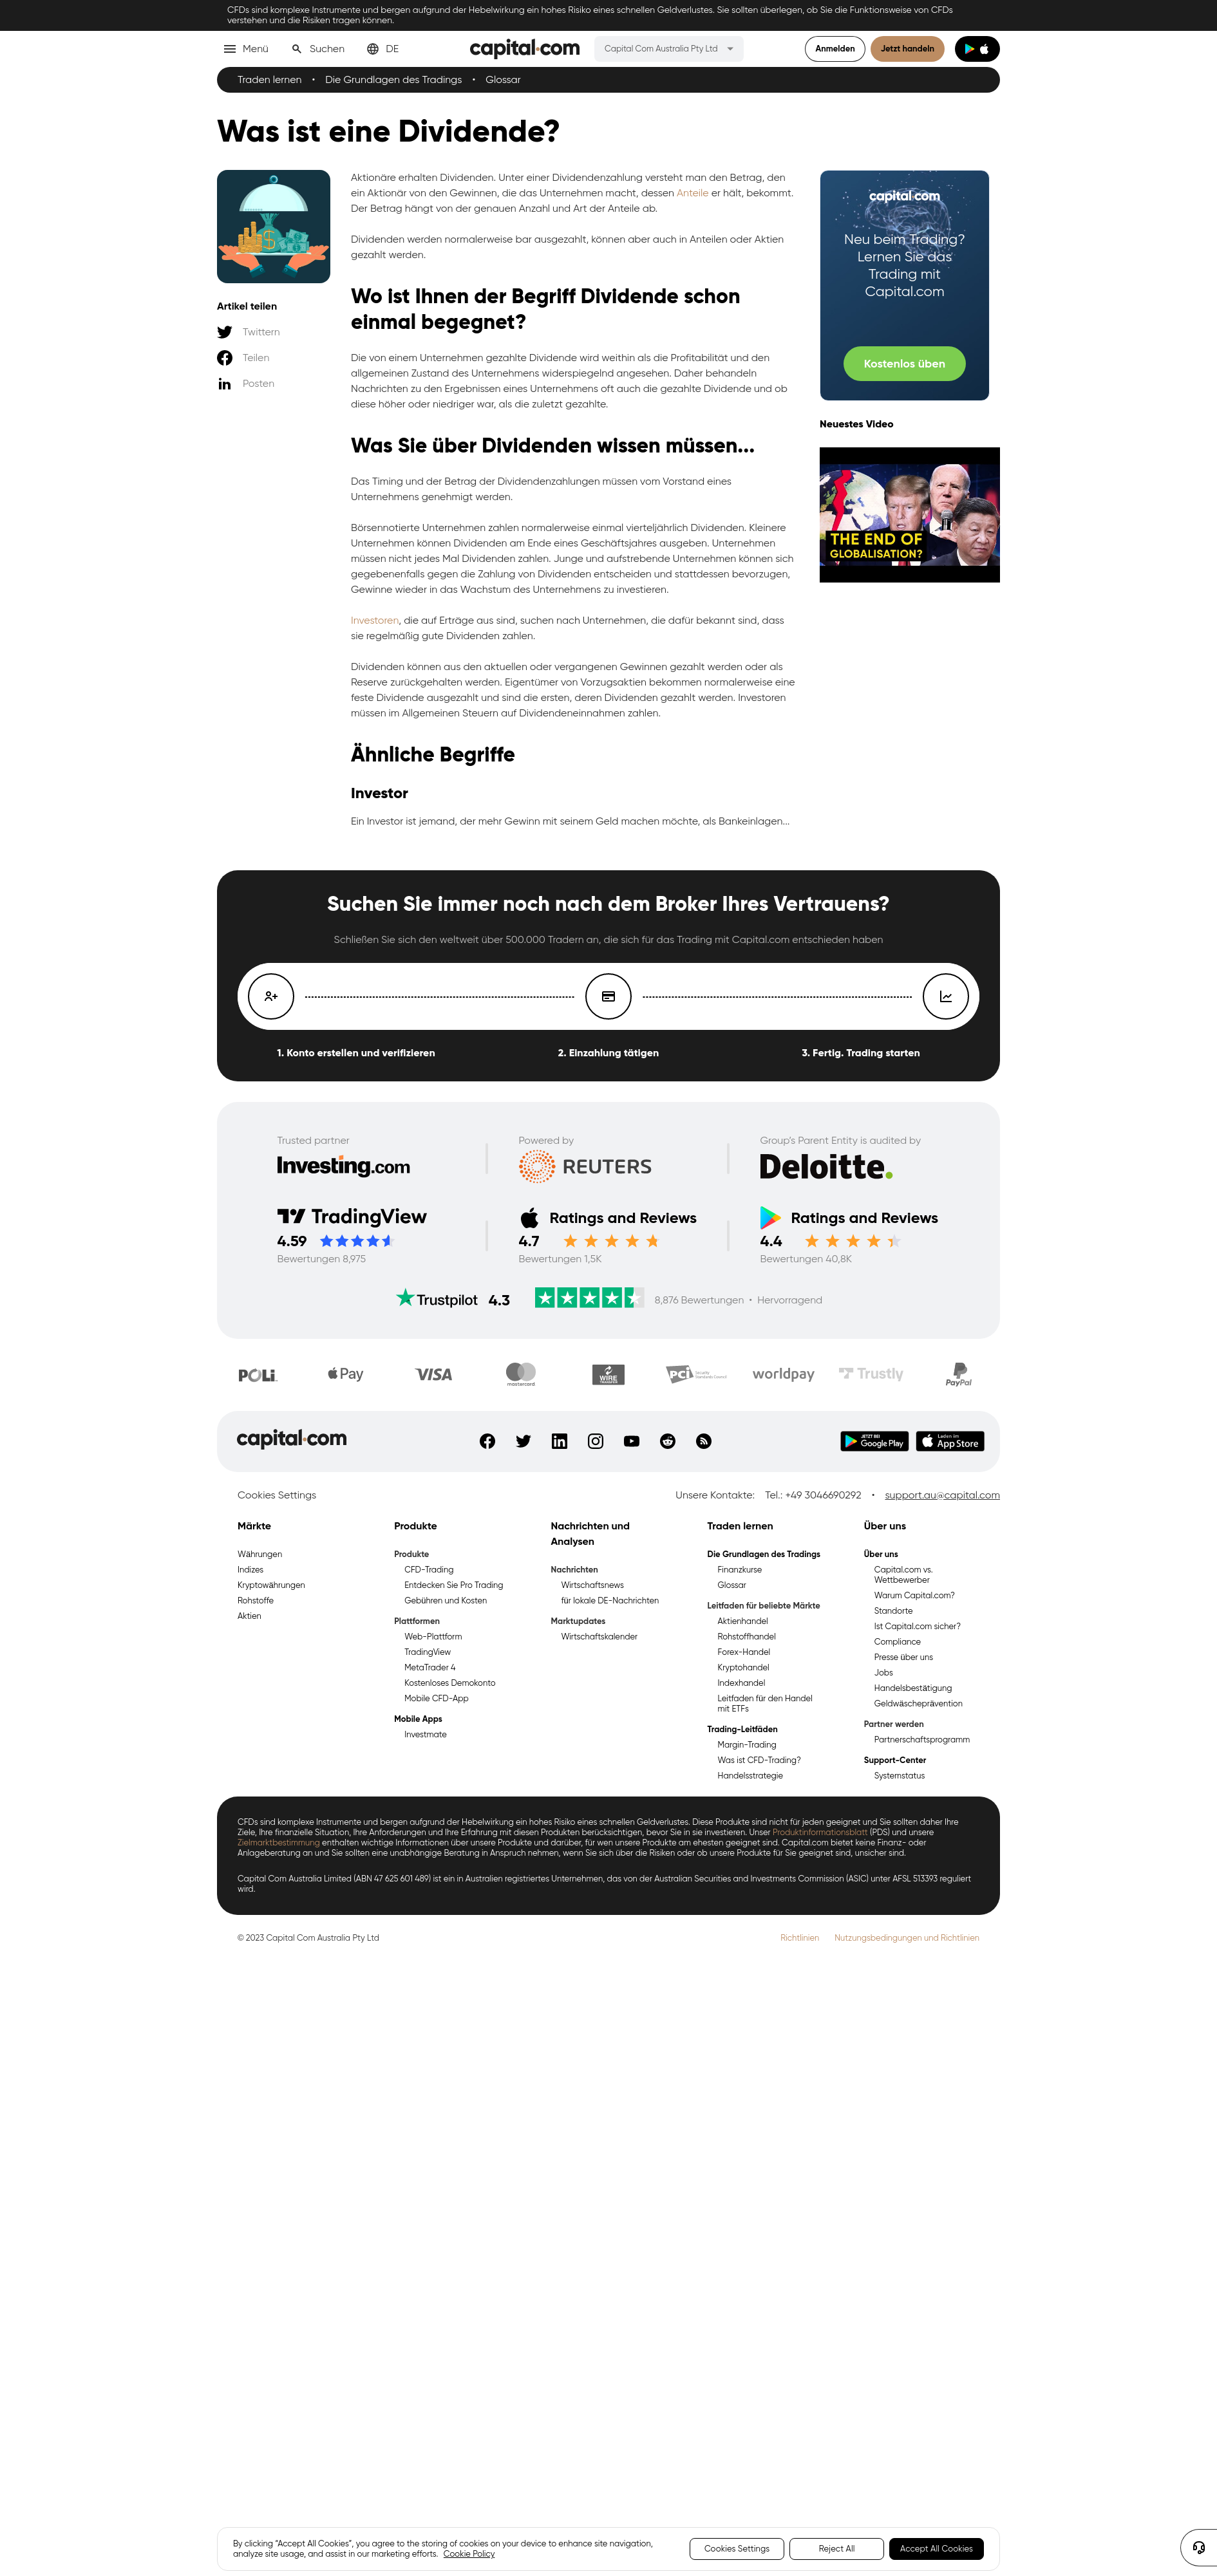 CFDs sind komplexe Instrumente und bergen aufgrund der Hebelwirkung ein hohes Risiko eines schnellen Geldverlustes. Sie sollten überlegen, ob Sie die Funktionsweise von CFDs
verstehen und die Risiken tragen können.
Menü
Suchen
DE
capital.com
Capital Com Australia Pty Ltd
Anmelden
Jetzt handeln
Traden lernen • Die Grundlagen des Tradings • Glossar
Was ist eine Dividende?
Artikel teilen
Twittern
Teilen
Posten
Aktionäre erhalten Dividenden. Unter einer Dividendenzahlung versteht man den Betrag, den
ein Aktionär von den Gewinnen, die das Unternehmen macht, dessen Anteile er hält, bekommt.
Der Betrag hängt von der genauen Anzahl und Art der Anteile ab.
Dividenden werden normalerweise bar ausgezahlt, können aber auch in Anteilen oder Aktien
gezahlt werden.
Wo ist Ihnen der Begriff Dividende schon
einmal begegnet?
Die von einem Unternehmen gezahlte Dividende wird weithin als die Profitabilität und den
allgemeinen Zustand des Unternehmens widerspiegelnd angesehen. Daher behandeln
Nachrichten zu den Ergebnissen eines Unternehmens oft auch die gezahlte Dividende und ob
diese höher oder niedriger war, als die zuletzt gezahlte.
Was Sie über Dividenden wissen müssen...
Das Timing und der Betrag der Dividendenzahlungen müssen vom Vorstand eines
Unternehmens genehmigt werden.
Börsennotierte Unternehmen zahlen normalerweise einmal vierteljährlich Dividenden. Kleinere
Unternehmen können Dividenden am Ende eines Geschäftsjahres ausgeben. Unternehmen
müssen nicht jedes Mal Dividenden zahlen. Junge und aufstrebende Unternehmen können sich
gegebenenfalls gegen die Zahlung von Dividenden entscheiden und stattdessen bevorzugen,
Gewinne wieder in das Wachstum des Unternehmens zu investieren.
Investoren, die auf Erträge aus sind, suchen nach Unternehmen, die dafür bekannt sind, dass
sie regelmäßig gute Dividenden zahlen.
Dividenden können aus den aktuellen oder vergangenen Gewinnen gezahlt werden oder als
Reserve zurückgehalten werden. Eigentümer von Vorzugsaktien bekommen normalerweise eine
feste Dividende ausgezahlt und sind die ersten, deren Dividenden gezahlt werden. Investoren
müssen im Allgemeinen Steuern auf Dividendeneinnahmen zahlen.
Ähnliche Begriffe
Investor
Ein Investor ist jemand, der mehr Gewinn mit seinem Geld machen möchte, als Bankeinlagen...
capital.com
Neu beim Trading?
Lernen Sie das
Trading mit
Capital.com
Kostenlos üben
Neuestes Video
THE END OF
GLOBALISATION?
Suchen Sie immer noch nach dem Broker Ihres Vertrauens?
Schließen Sie sich den weltweit über 500.000 Tradern an, die sich für das Trading mit Capital.com entschieden haben
1. Konto erstellen und verifizieren
2. Einzahlung tätigen
3. Fertig. Trading starten
Trusted partner
Investing.com
Powered by
REUTERS
Group's Parent Entity is audited by
Deloitte.
TradingView
4.59
Bewertungen 8,975
Ratings and Reviews
4.7
Bewertungen 1,5K
Ratings and Reviews
4.4
Bewertungen 40,8K
Trustpilot 4.3
8,876 Bewertungen • Hervorragend
POLi
Pay
VISA
mastercard
WIRE
TRANSFER
PCI Security
Standards Council
worldpay
Trustly
PayPal
capital.com
JETZT BEI
Google Play
Laden im
App Store
Cookies Settings
Unsere Kontakte: Tel.: +49 3046690292 • support.au@capital.com
Märkte
Währungen
Indizes
Kryptowährungen
Rohstoffe
Aktien
Produkte
Produkte
CFD-Trading
Entdecken Sie Pro Trading
Gebühren und Kosten
Plattformen
Web-Plattform
TradingView
MetaTrader 4
Kostenloses Demokonto
Mobile CFD-App
Mobile Apps
Investmate
Nachrichten und
Analysen
Nachrichten
Wirtschaftsnews
für lokale DE-Nachrichten
Marktupdates
Wirtschaftskalender
Traden lernen
Die Grundlagen des Tradings
Finanzkurse
Glossar
Leitfaden für beliebte Märkte
Aktienhandel
Rohstoffhandel
Forex-Handel
Kryptohandel
Indexhandel
Leitfaden für den Handel
mit ETFs
Trading-Leitfäden
Margin-Trading
Was ist CFD-Trading?
Handelsstrategie
Über uns
Über uns
Capital.com vs.
Wettbewerber
Warum Capital.com?
Standorte
Ist Capital.com sicher?
Compliance
Presse über uns
Jobs
Handelsbestätigung
Geldwäscheprävention
Partner werden
Partnerschaftsprogramm
Support-Center
Systemstatus
CFDs sind komplexe Instrumente und bergen aufgrund der Hebelwirkung ein hohes Risiko eines schnellen Geldverlustes. Diese Produkte sind nicht für jeden geeignet und Sie sollten daher Ihre
Ziele, Ihre finanzielle Situation, Ihre Anforderungen und Ihre Erfahrung mit diesen Produkten berücksichtigen, bevor Sie in sie investieren. Unser Produktinformationsblatt (PDS) und unsere
Zielmarktbestimmung enthalten wichtige Informationen über unsere Produkte und darüber, für wen unsere Produkte am ehesten geeignet sind. Capital.com bietet keine Finanz- oder
Anlageberatung an und Sie sollten eine unabhängige Beratung in Anspruch nehmen, wenn Sie sich über die Risiken oder ob unsere Produkte für Sie geeignet sind, unsicher sind.
Capital Com Australia Limited (ABN 47 625 601 489) ist ein in Australien registriertes Unternehmen, das von der Australian Securities and Investments Commission (ASIC) unter AFSL 513393 reguliert
wird.
© 2023 Capital Com Australia Pty Ltd
Richtlinien
Nutzungsbedingungen und Richtlinien
By clicking "Accept All Cookies", you agree to the storing of cookies on your device to enhance site navigation,
analyze site usage, and assist in our marketing efforts. Cookie Policy
Cookies Settings
Reject All
Accept All Cookies